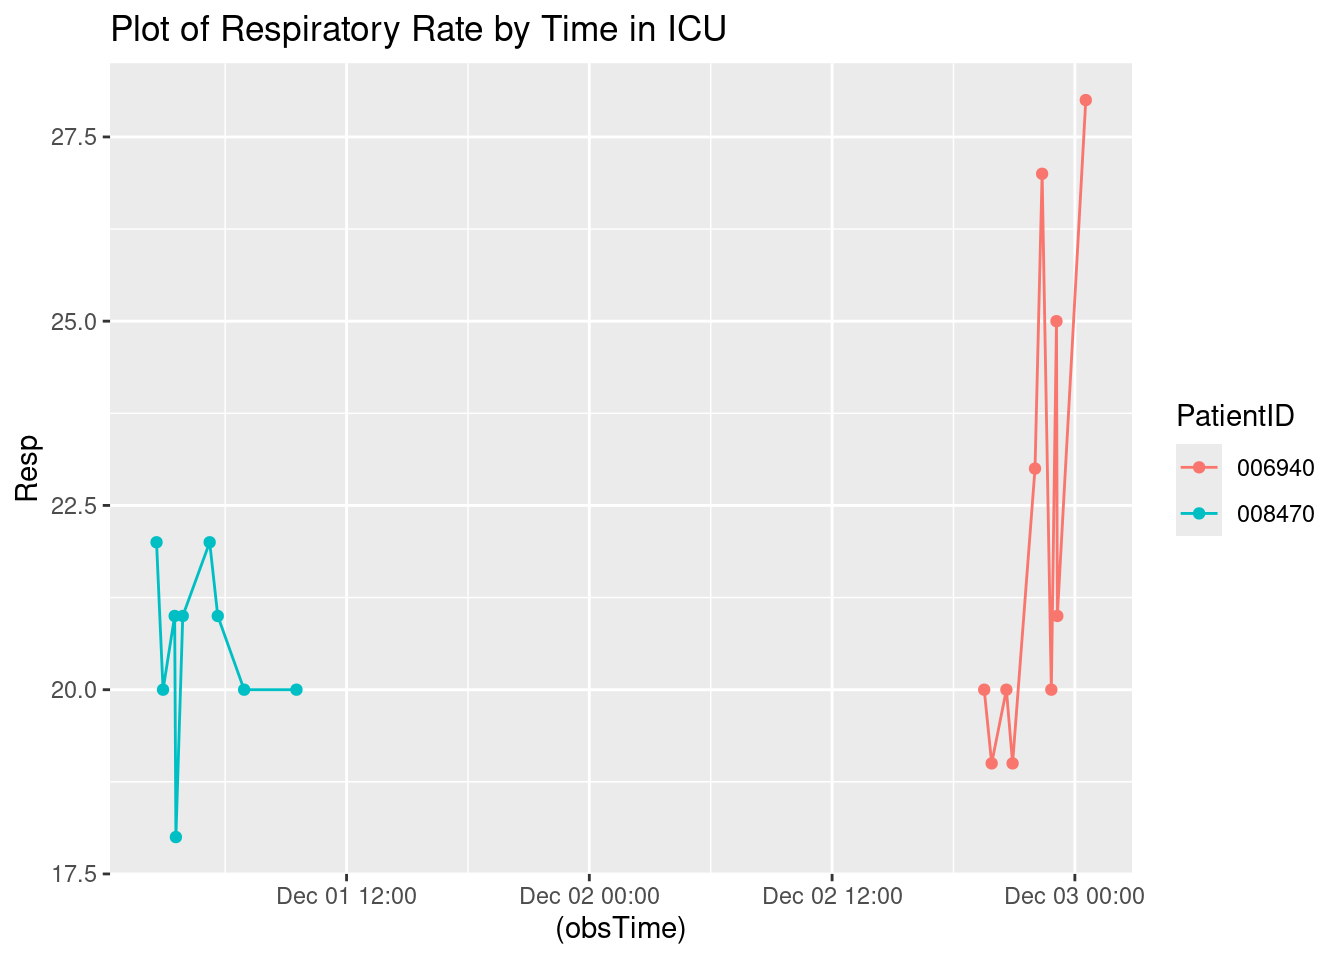 Plot of Respiratory Rate by Time in ICU
27.5
25.0
22.5
20.0
17.5
Resp
Dec 01 12:00 Dec 02 00:00 Dec 02 12:00 Dec 03 00:00
(obsTime)
PatientID
006940
008470